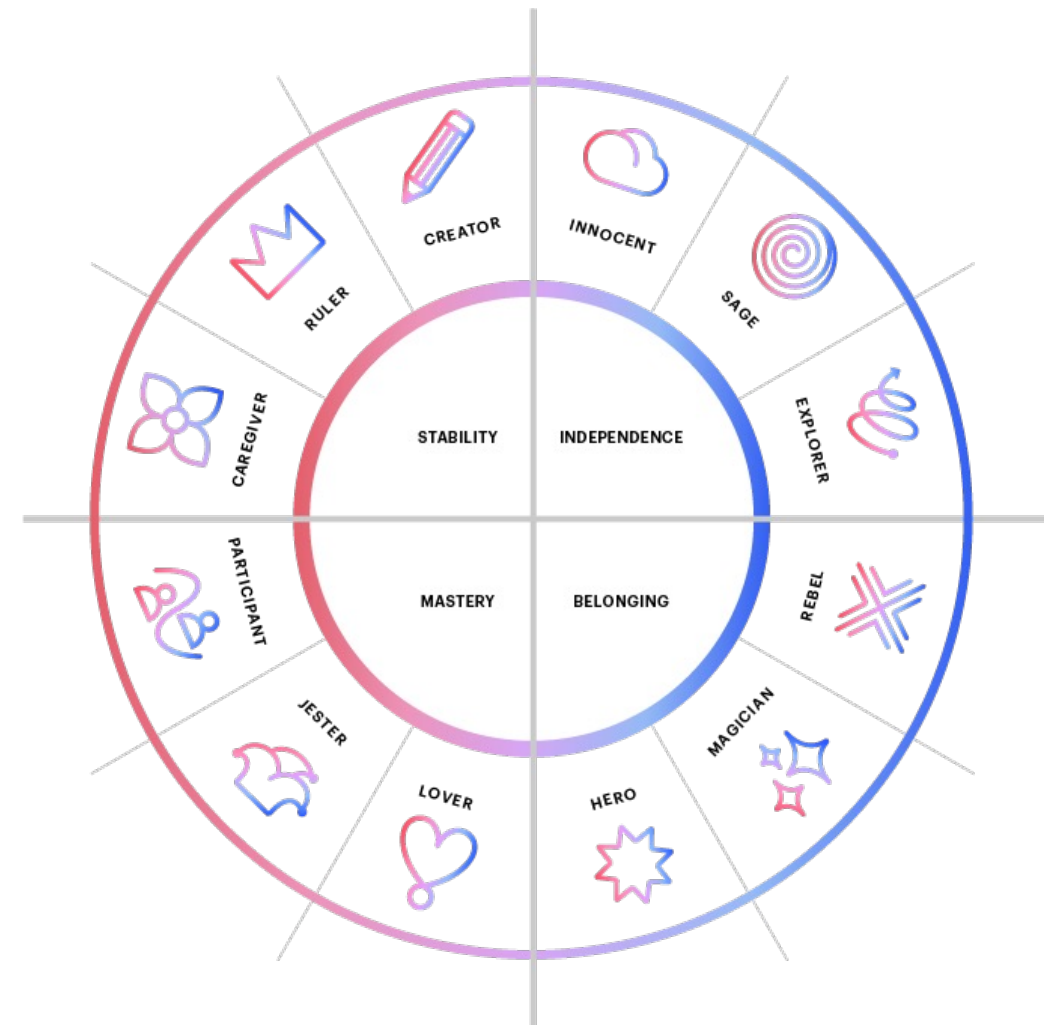 CREATOR
INNOCENT
RULER
SAGE
CAREGIVER
EXPLORER
STABILITY
INDEPENDENCE
MASTERY
BELONGING
PARTICIPANT
REBEL
JESTER
MAGICIAN
LOVER
HERO